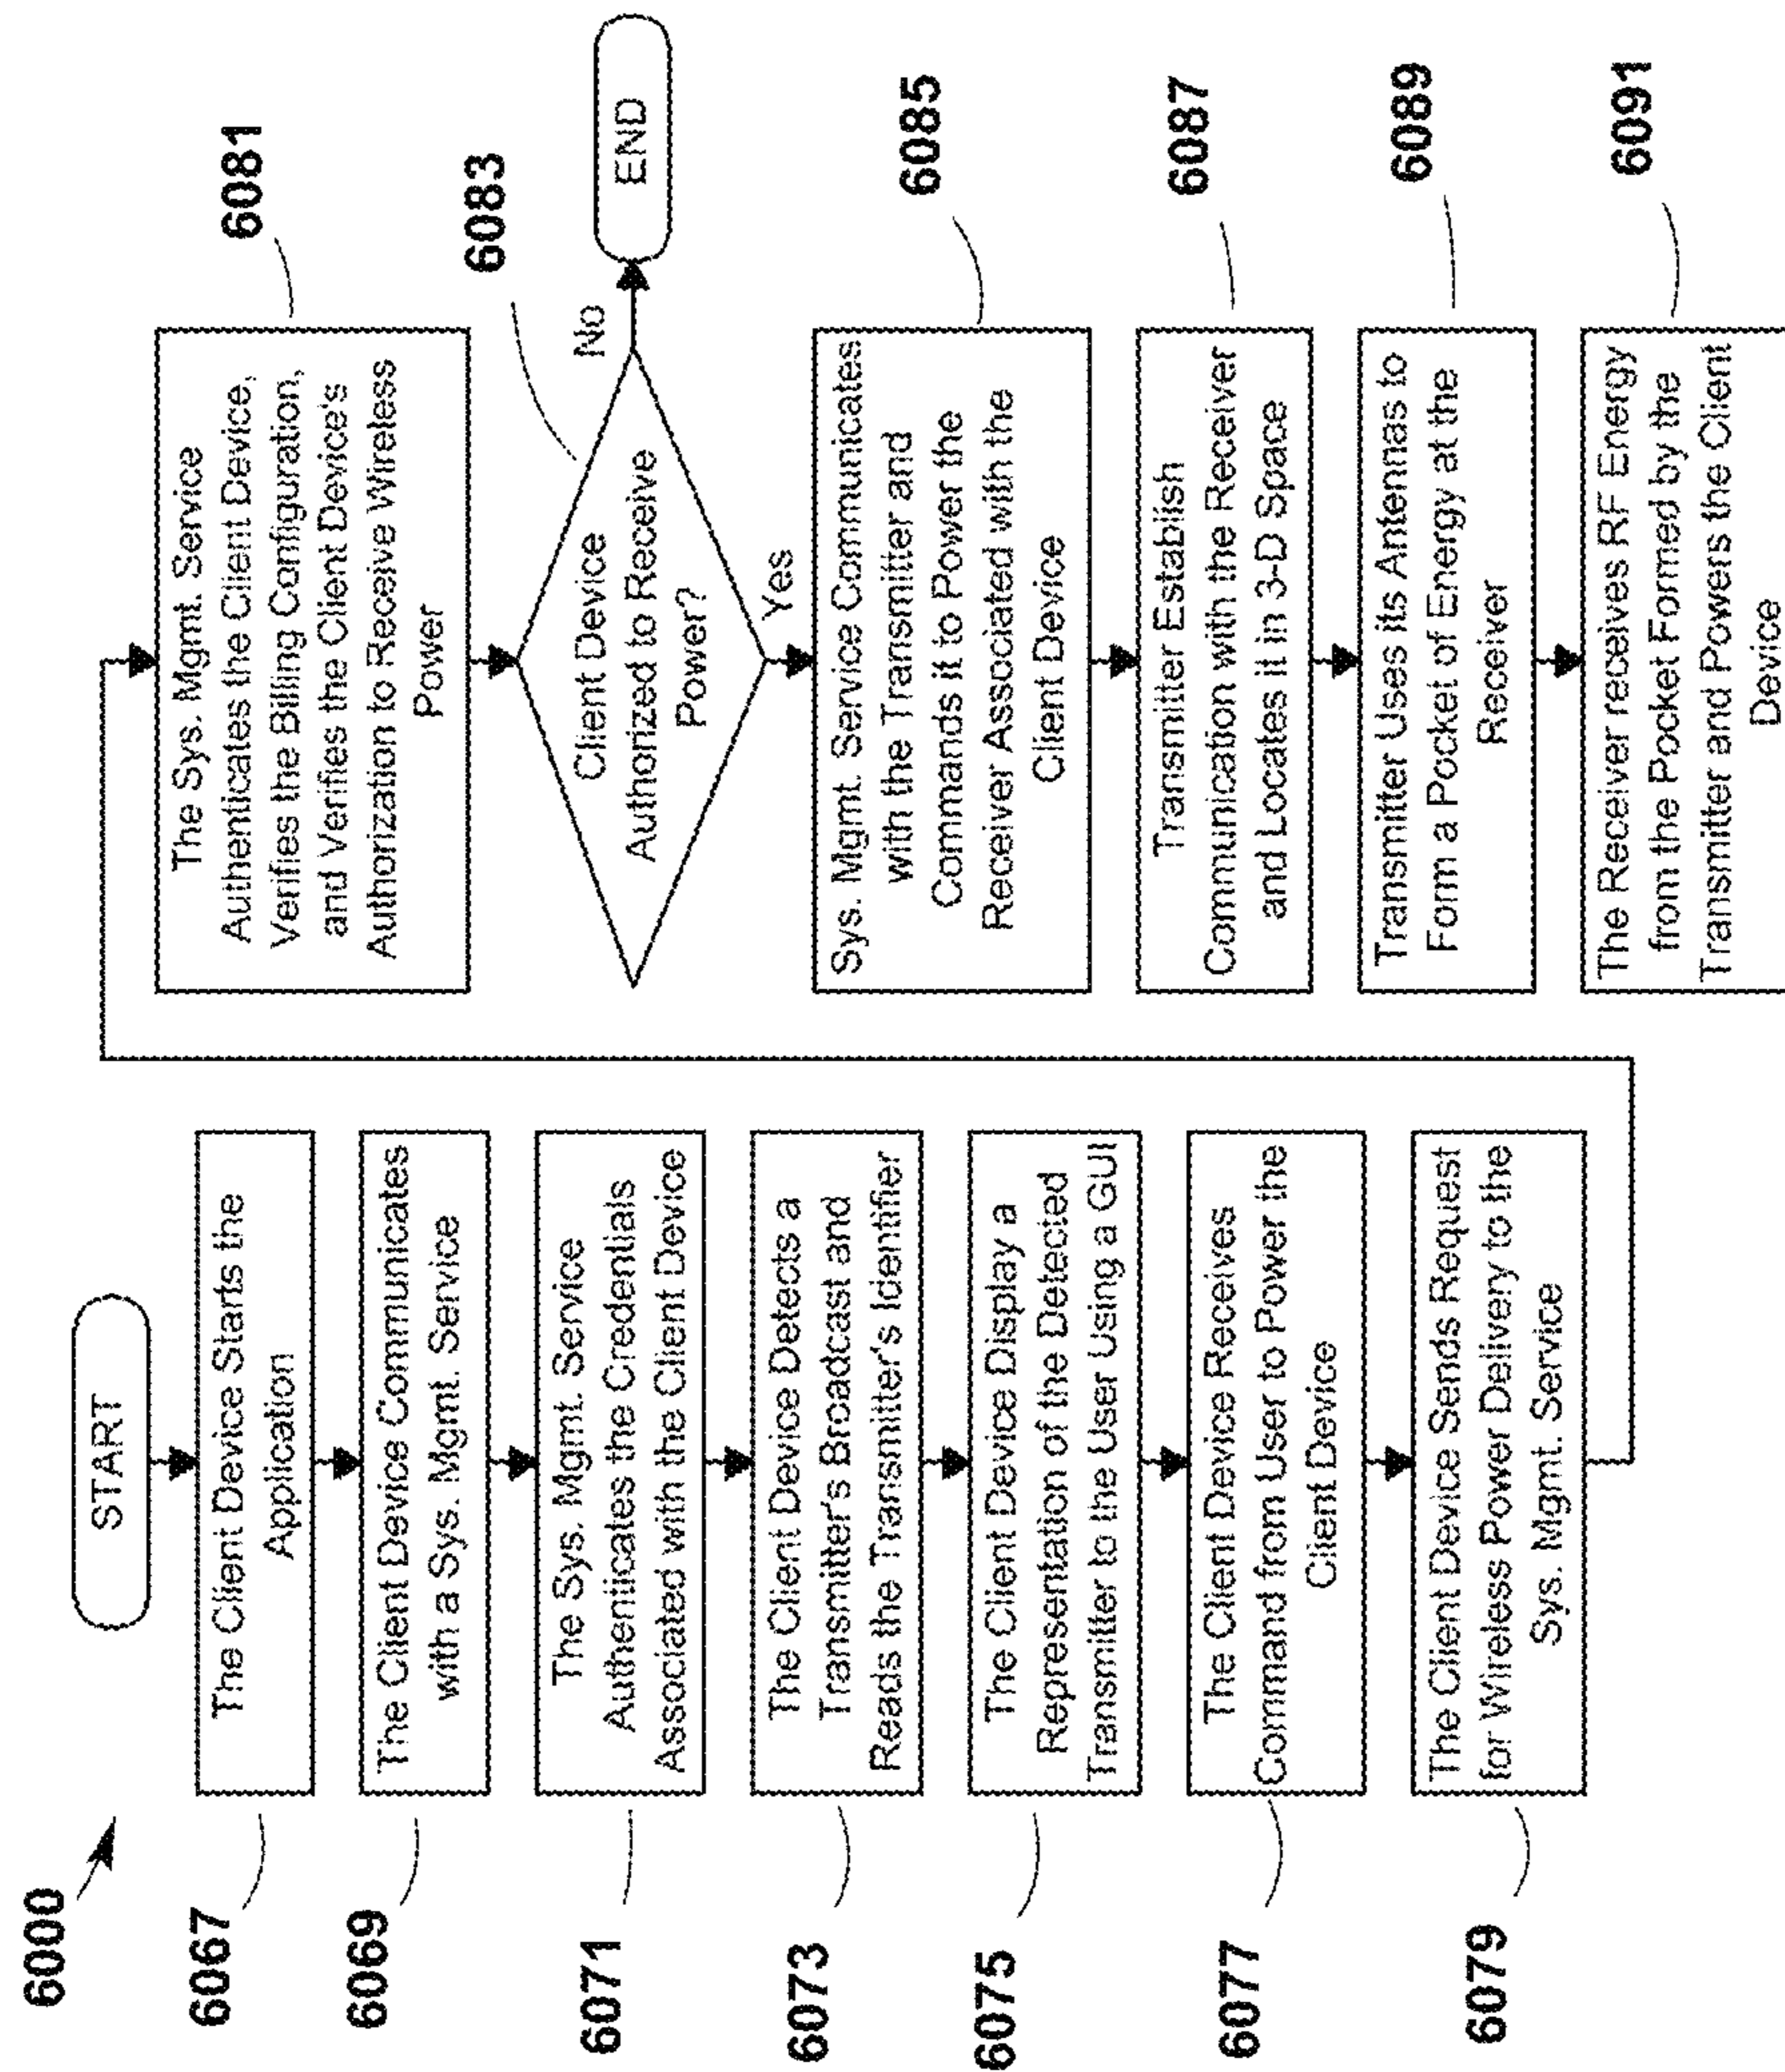 6000
START
6067
The Client Device Starts the
Application
6069
The Client Device Communicates
with a Sys. Mgmt. Service
6071
The Sys. Mgmt. Service
Authenticates the Credentials
Associated with the Client Device
6073
The Client Device Detects a
Transmitter's Broadcast and
Reads the Transmitter's Identifier
6075
The Client Device Display a
Representation of the Detected
Transmitter to the User Using a GUI
6077
The Client Device Receives
Command from User to Power the
Client Device
6079
The Client Device Sends Request
for Wireless Power Delivery to the
Sys. Mgmt. Service
6081
The Sys. Mgmt. Service
Authenticates the Client Device,
Verifies the Billing Configuration,
and Verifies the Client Device's
Authorization to Receive Wireless
Power
6083
Client Device
Authorized to Receive
Power?
No
END
Yes
6085
Sys. Mgmt. Service Communicates
with the Transmitter and
Commands it to Power the
Receiver Associated with the
Client Device
6087
Transmitter Establish
Communication with the Receiver
and Locates it in 3-D Space
6089
Transmitter Uses its Antennas to
Form a Pocket of Energy at the
Receiver
6091
The Receiver receives RF Energy
from the Pocket Formed by the
Transmitter and Powers the Client
Device